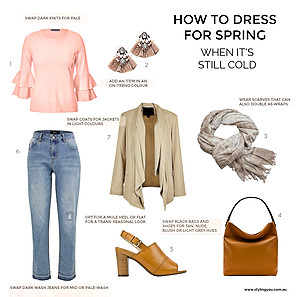 HOW TO DRESS
FOR SPRING
WHEN IT'S
STILL COLD
SWAP DARK KNITS FOR PALE
1
2
ADD AN ITEM IN AN
ON-TREND COLOUR
WEAR SCARVES THAT CAN
ALSO DOUBLE AS WRAPS
3
6
SWAP COATS FOR JACKETS
IN LIGHT COLOURS
7
OPT FOR A MULE HEEL OR FLAT
FOR A TRANS-SEASONAL LOOK
5
SWAP BLACK BAGS AND
SHOES FOR TAN, NUDE,
BLUSH OR LIGHT GREY HUES
SWAP DARK WASH JEANS FOR MID OR PALE-WASH
www.stylingyou.com.au